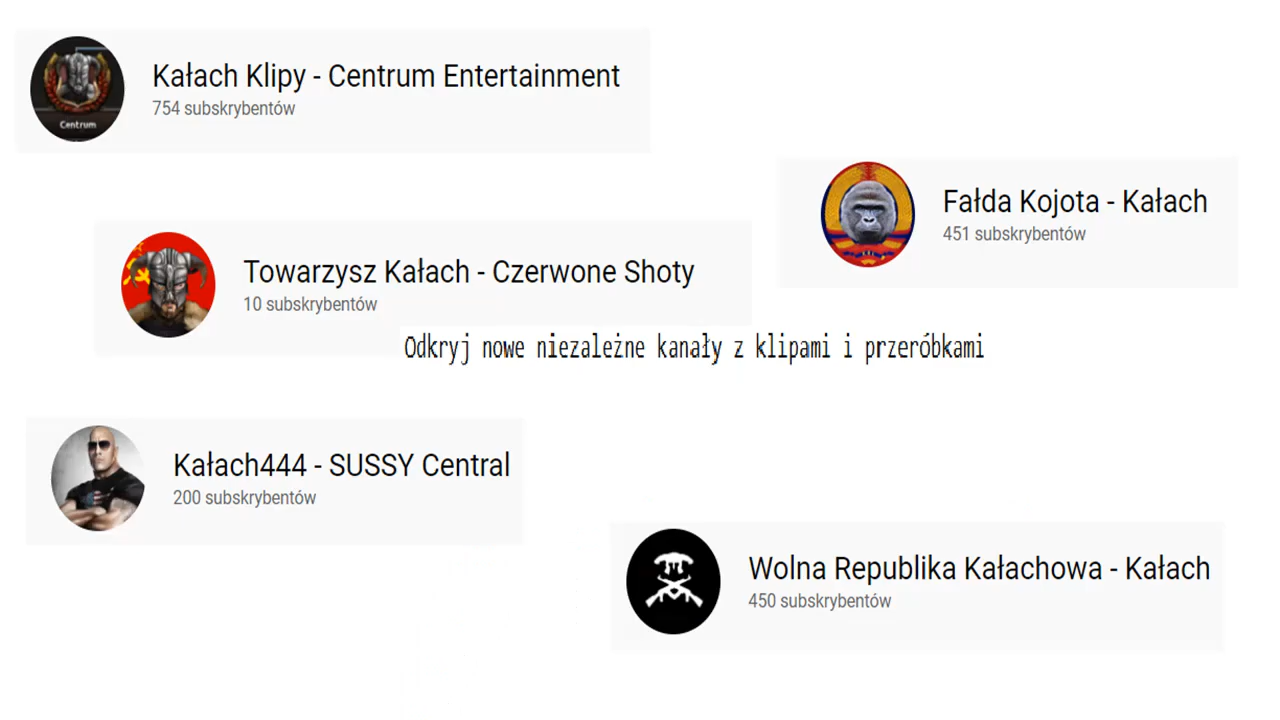 Centrum
Kałach Klipy - Centrum Entertainment
754 subskrybentów
Fałda Kojota - Kałach
451 subskrybentów
Towarzysz Kałach - Czerwone Shoty
10 subskrybentów
Odkryj nowe niezależne kanały z klipami i przeróbkami
Kałach444 - SUSSY Central
200 subskrybentów
Wolna Republika Kałachowa - Kałach
450 subskrybentów